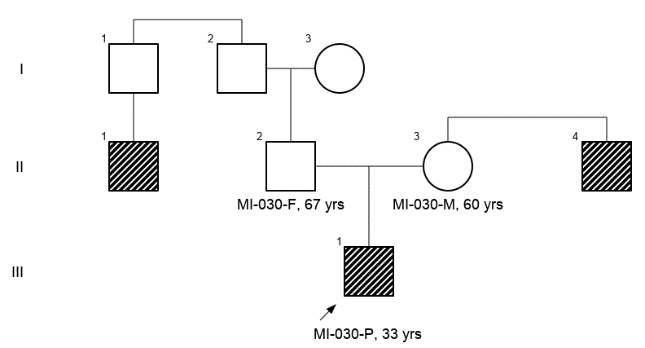 1 2 3
I
1 2 3 4
II
MI-030-F, 67 yrs MI-030-M, 60 yrs
1
III
MI-030-P, 33 yrs